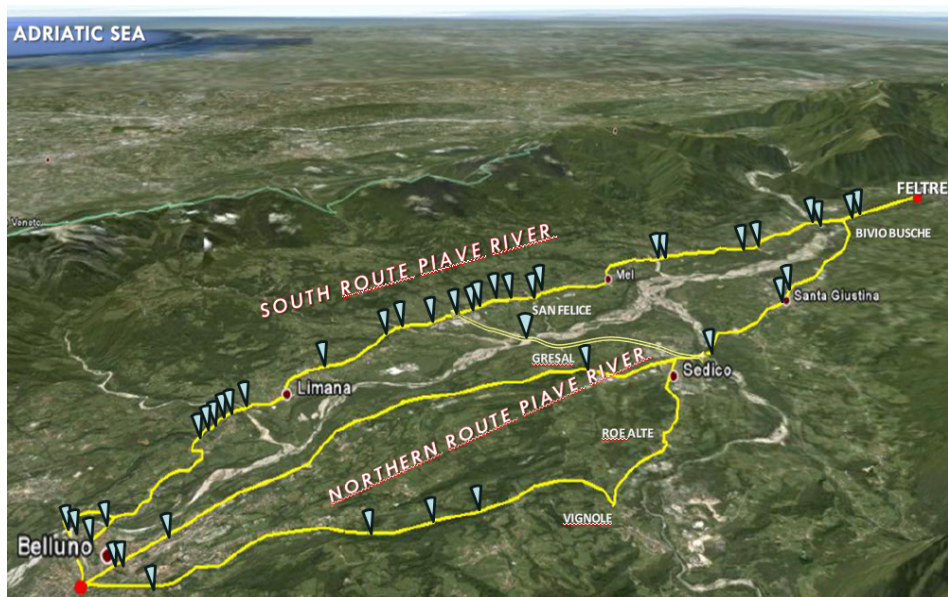 ADRIATIC SEA
FELTRE
Veneto
BIVIO BUSCHE
SOUTH ROUTE PIAVE RIVER
Mel
Santa Giustina
SAN FELICE
GRESAL
Sedico
Limana
NORTHERN ROUTE PIAVE RIVER
ROE ALTE
VIGNOLE
Belluno